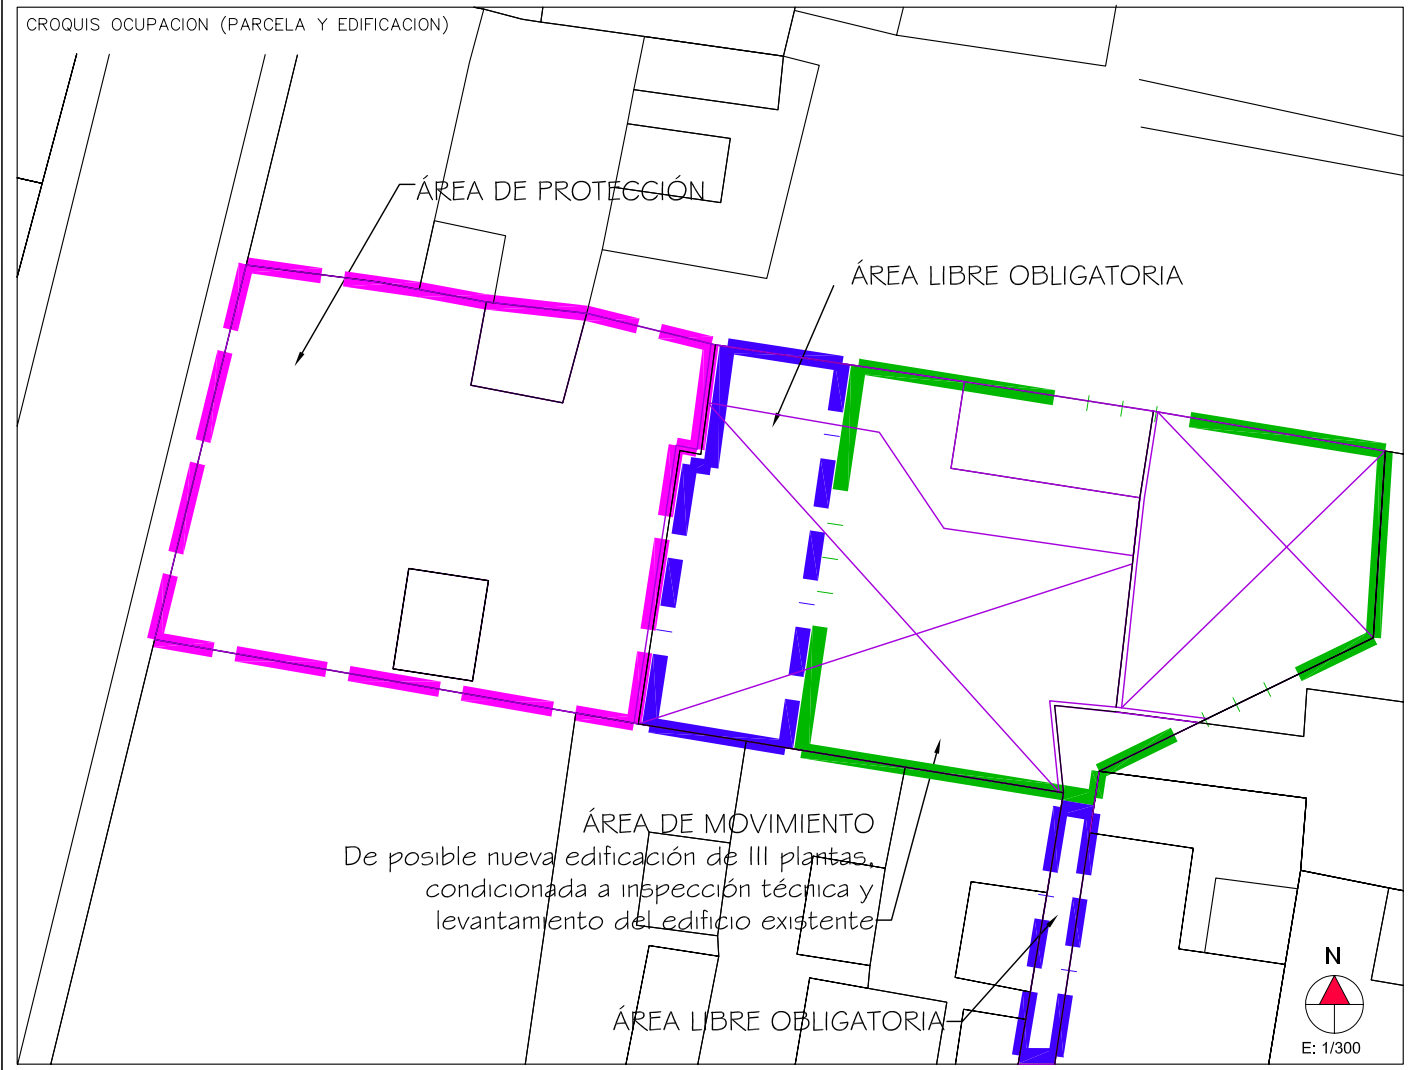 CROQUIS OCUPACION (PARCELA Y EDIFICACION)
ÁREA DE PROTECCIÓN
ÁREA LIBRE OBLIGATORIA
ÁREA DE MOVIMIENTO
De posible nueva edificación de III plantas,
condicionada a inspección técnica y
levantamiento del edificio existente
ÁREA LIBRE OBLIGATORIA
N
E: 1/300